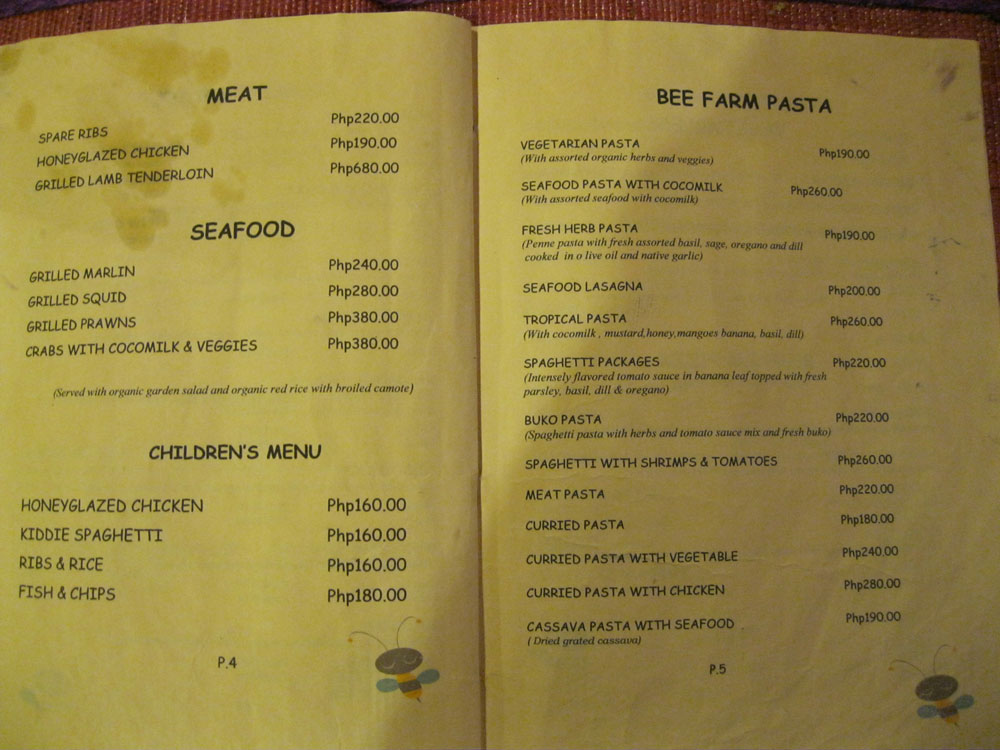 MEAT
SPARE RIBS Php220.00
HONEYGLAZED CHICKEN Php190.00
GRILLED LAMB TENDERLOIN Php680.00
SEAFOOD
GRILLED MARLIN Php240.00
GRILLED SQUID Php280.00
GRILLED PRAWNS Php380.00
CRABS WITH COCOMILK & VEGGIES Php380.00
(Served with organic garden salad and organic red rice with broiled camote)
CHILDREN'S MENU
HONEYGLAZED CHICKEN Php160.00
KIDDIE SPAGHETTI Php160.00
RIBS & RICE Php160.00
FISH & CHIPS Php180.00
P.4
BEE FARM PASTA
VEGETARIAN PASTA Php190.00
(With assorted organic herbs and veggies)
SEAFOOD PASTA WITH COCOMILK Php260.00
(With assorted seafood with cocomilk)
FRESH HERB PASTA Php190.00
(Penne pasta with fresh assorted basil, sage, oregano and dill
cooked in o live oil and native garlic)
SEAFOOD LASAGNA Php200.00
TROPICAL PASTA Php260.00
(With cocomilk , mustard,honey,mangoes banana, basil, dill)
SPAGHETTI PACKAGES Php220.00
(Intensely flavored tomato sauce in banana leaf topped with fresh
parsley, basil, dill & oregano)
BUKO PASTA Php220.00
(Spaghetti pasta with herbs and tomato sauce mix and fresh buko)
SPAGHETTI WITH SHRIMPS & TOMATOES Php260.00
MEAT PASTA Php220.00
CURRIED PASTA Php180.00
CURRIED PASTA WITH VEGETABLE Php240.00
CURRIED PASTA WITH CHICKEN Php280.00
CASSAVA PASTA WITH SEAFOOD Php190.00
( Dried grated cassava)
P.5